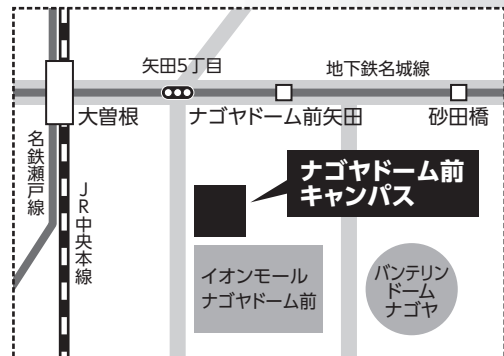 矢田5丁目
地下鉄名城線
大曽根
ナゴヤドーム前矢田
砂田橋
名鉄瀬戸線
JR中央本線
ナゴヤドーム前
キャンパス
イオンモール
ナゴヤドーム前
バンテリン
ドーム
ナゴヤ